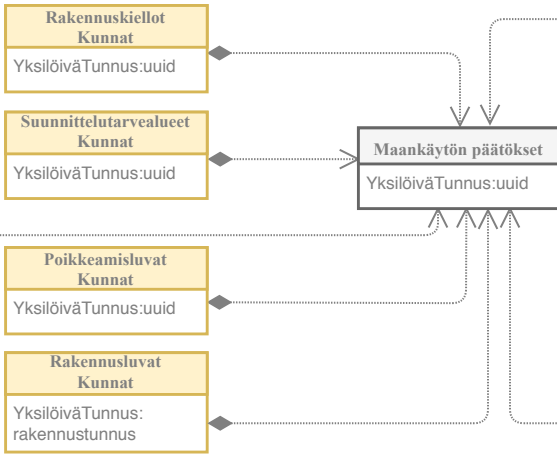 Rakennuskiellot
Kunnat
YksilöiväTunnus:uuid
Suunnittelutarvealueet
Kunnat
YksilöiväTunnus:uuid
Maankäytön päätökset
YksilöiväTunnus:uuid
Poikkeamisluvat
Kunnat
YksilöiväTunnus:uuid
Rakennusluvat
Kunnat
YksilöiväTunnus:
rakennustunnus